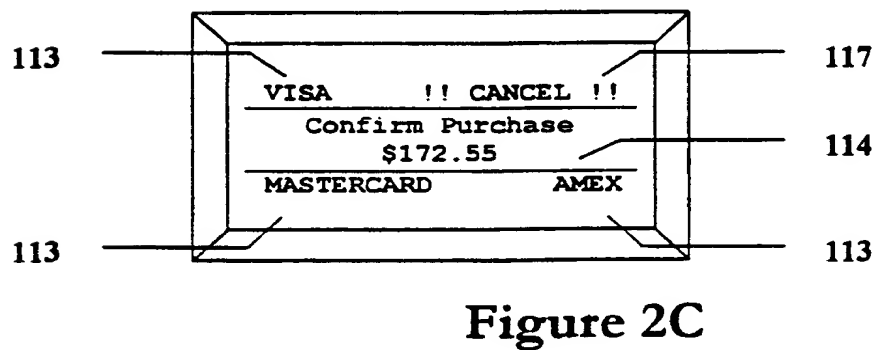 113 117
VISA !! CANCEL !!
Confirm Purchase
$172.55
114
MASTERCARD AMEX
113 113
Figure 2C